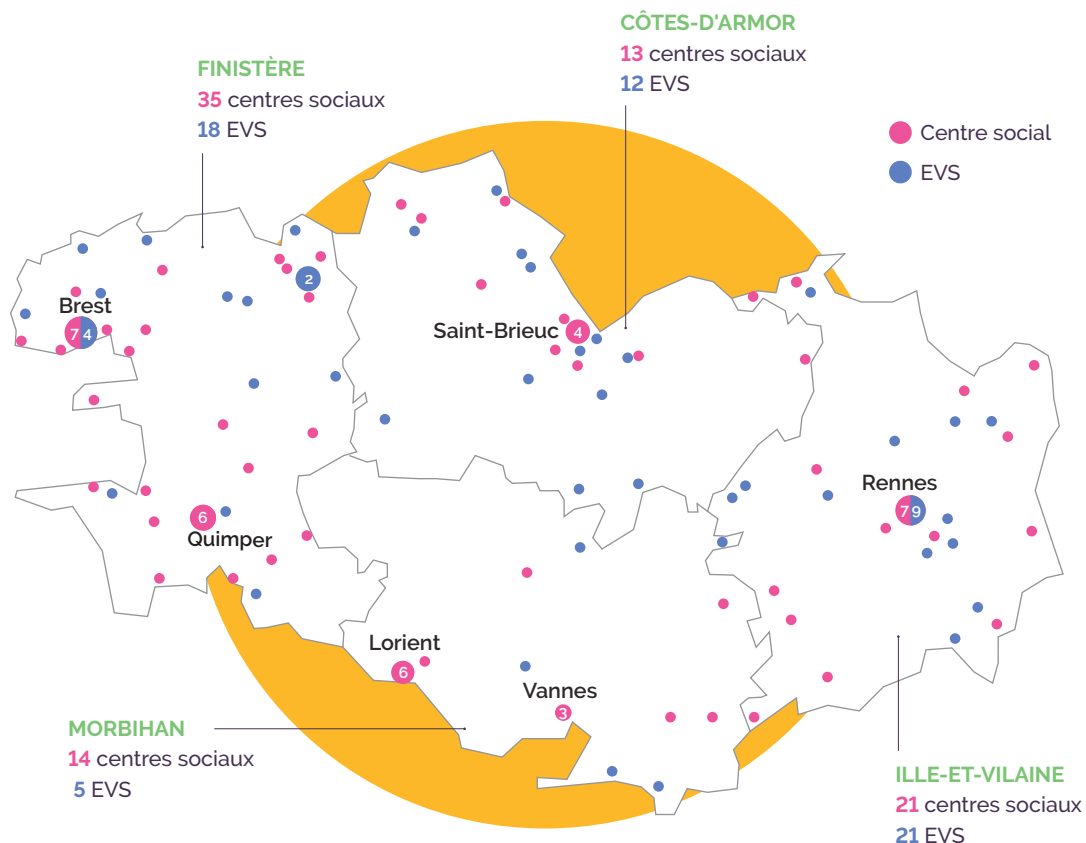 CÔTES-D'ARMOR
13 centres sociaux
12 EVS
FINISTÈRE
35 centres sociaux
18 EVS
Centre social
EVS
2
Brest
7 4
Saint-Brieuc
4
Rennes
7 9
6
Quimper
Lorient
6
Vannes
3
MORBIHAN
14 centres sociaux
5 EVS
ILLE-ET-VILAINE
21 centres sociaux
21 EVS